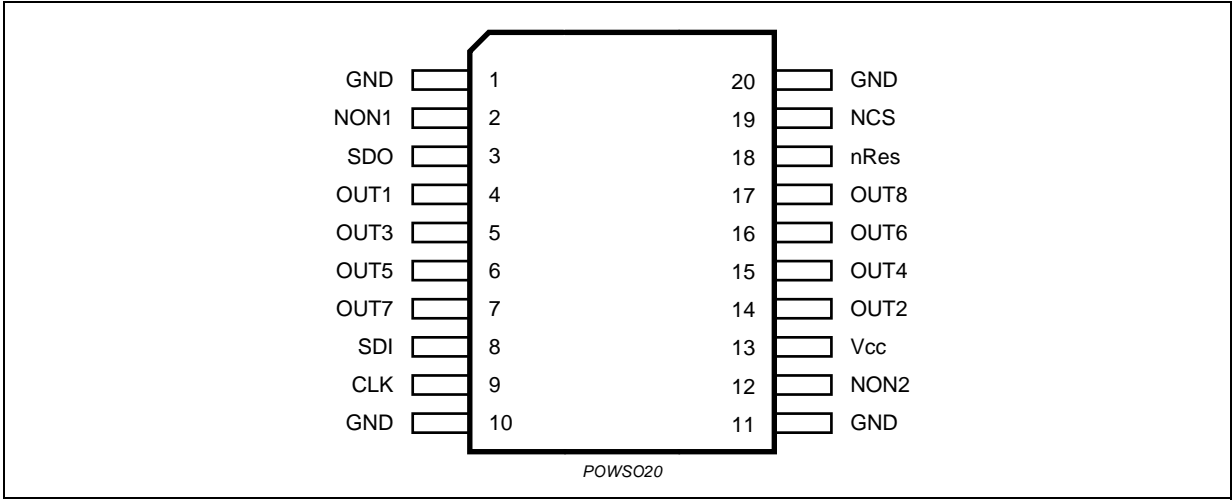 GND 1 20 GND
NON1 2 19 NCS
SDO 3 18 nRes
OUT1 4 17 OUT8
OUT3 5 16 OUT6
OUT5 6 15 OUT4
OUT7 7 14 OUT2
SDI 8 13 Vcc
CLK 9 12 NON2
GND 10 11 GND
POWSO20